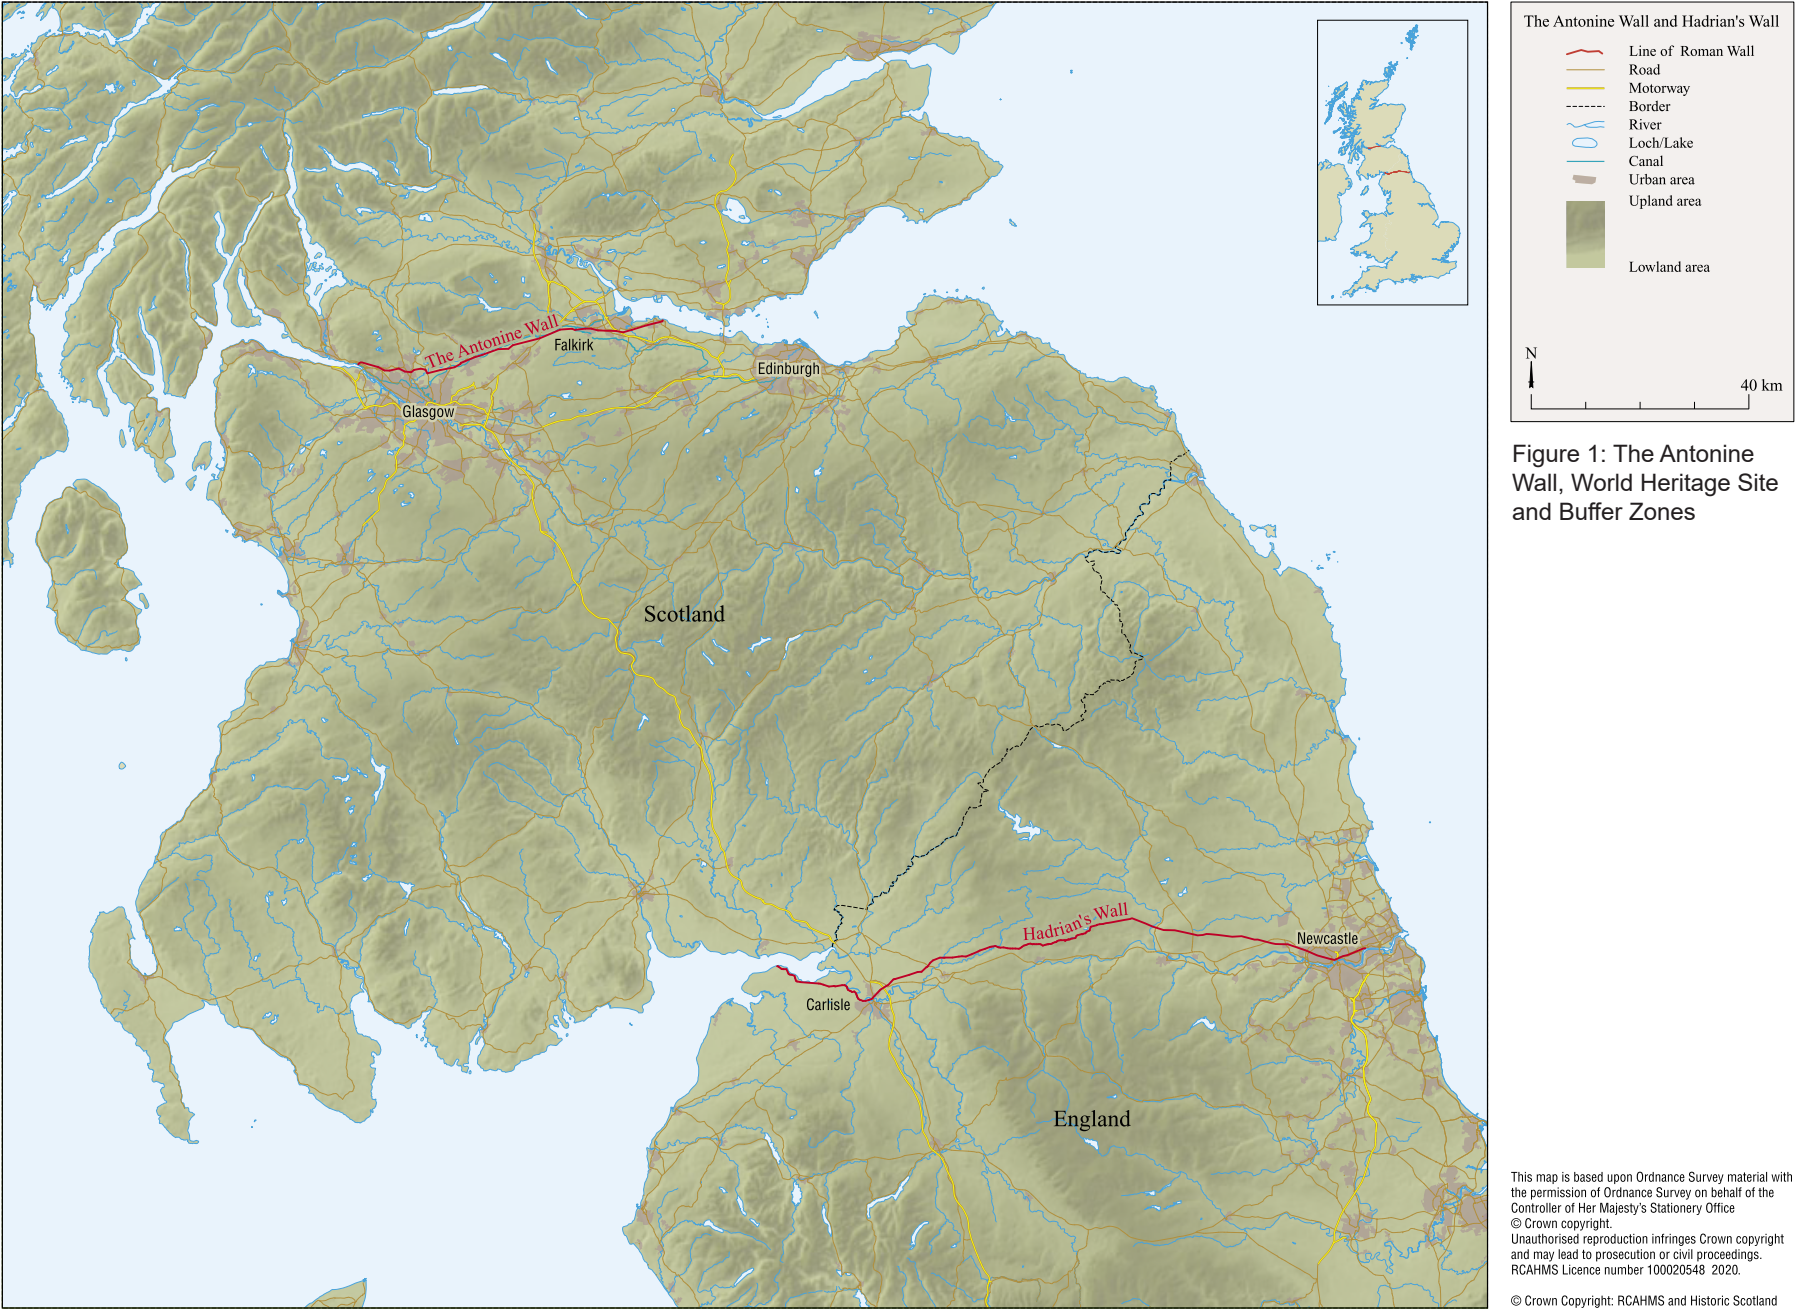 The Antonine Wall and Hadrian's Wall
Line of Roman Wall
Road
Motorway
Border
River
Loch/Lake
Canal
Urban area
Upland area
Lowland area
N
40 km
Figure 1: The Antonine
Wall, World Heritage Site
and Buffer Zones
The Antonine Wall
Falkirk
Edinburgh
Glasgow
Scotland
Hadrian's Wall
Newcastle
Carlisle
England
This map is based upon Ordnance Survey material with
the permission of Ordnance Survey on behalf of the
Controller of Her Majesty's Stationery Office
© Crown copyright.
Unauthorised reproduction infringes Crown copyright
and may lead to prosecution or civil proceedings.
RCAHMS Licence number 100020548 2020.
© Crown Copyright: RCAHMS and Historic Scotland